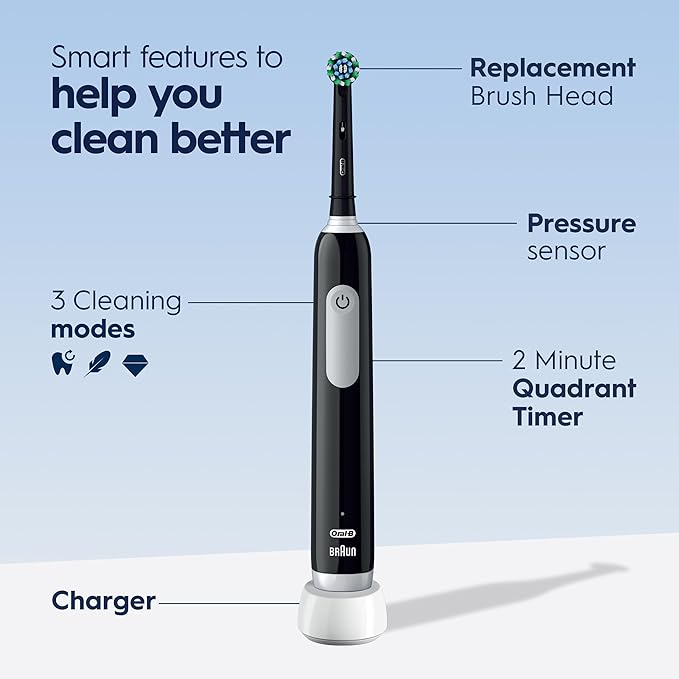 Smart features to
help you
clean better
Replacement
Brush Head
Pressure
sensor
3 Cleaning
modes
2 Minute
Quadrant
Timer
Oral-B
Oral-B
BRAUN
Charger